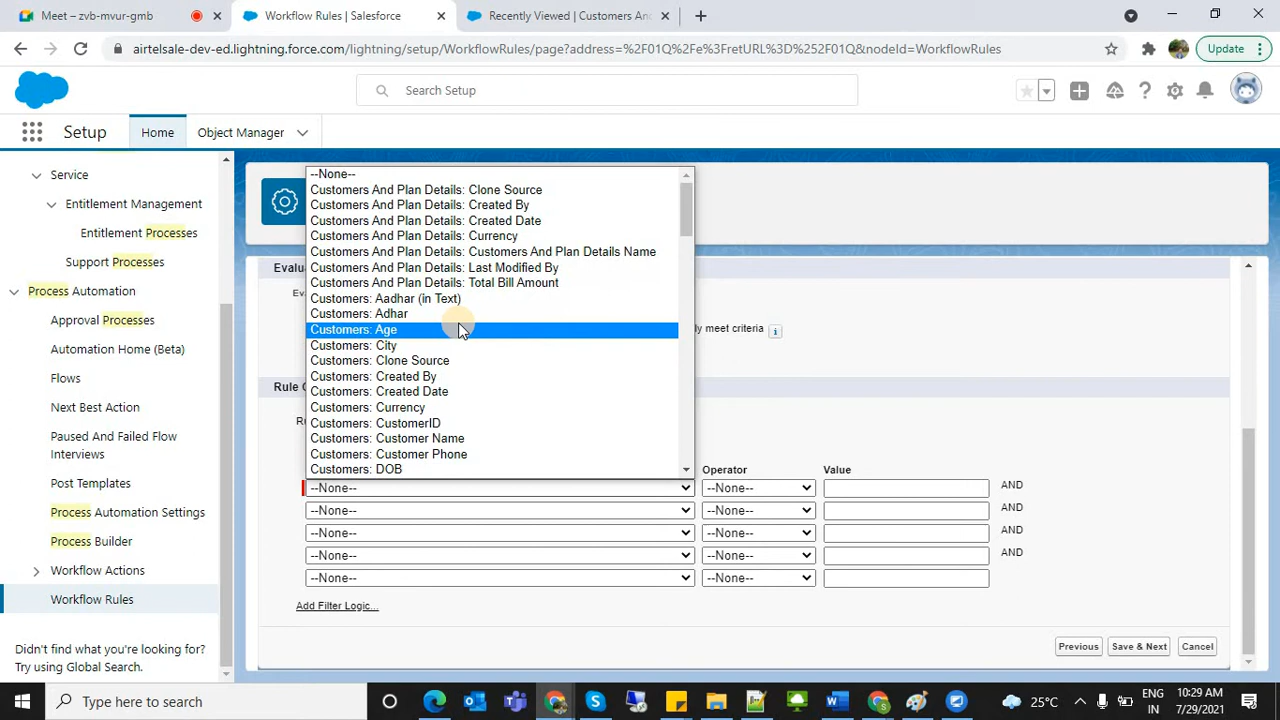 Meet – zvb-mvur-gmb
Workflow Rules | Salesforce
Recently Viewed | Customers An
airtelsale-dev-ed.lightning.force.com/lightning/setup/WorkflowRules/page?address=%2F01Q%2Fe%3FretURL%3D%252F01Q&nodeId=WorkflowRules
Update
Search Setup
Setup
Home
Object Manager
Service
Entitlement Management
Entitlement Processes
Support Processes
Process Automation
Approval Processes
Automation Home (Beta)
Flows
Next Best Action
Paused And Failed Flow
Interviews
Post Templates
Process Automation Settings
Process Builder
Workflow Actions
Workflow Rules
Didn't find what you're looking for?
Try using Global Search.
--None--
Customers And Plan Details: Clone Source
Customers And Plan Details: Created By
Customers And Plan Details: Created Date
Customers And Plan Details: Currency
Customers And Plan Details: Customers And Plan Details Name
Customers And Plan Details: Last Modified By
Customers And Plan Details: Total Bill Amount
Customers: Aadhar (in Text)
Customers: Adhar
Customers: Age
Customers: City
Customers: Clone Source
Customers: Created By
Customers: Created Date
Customers: Currency
Customers: CustomerID
Customers: Customer Name
Customers: Customer Phone
Customers: DOB
Evalua
Eva
ly meet criteria
Rule C
Ru
Operator Value
--None-- --None-- AND
--None-- --None-- AND
--None-- --None-- AND
--None-- --None-- AND
--None-- --None--
Add Filter Logic...
Previous Save & Next Cancel
Type here to search
25°C
ENG
IN
10:29 AM
7/29/2021